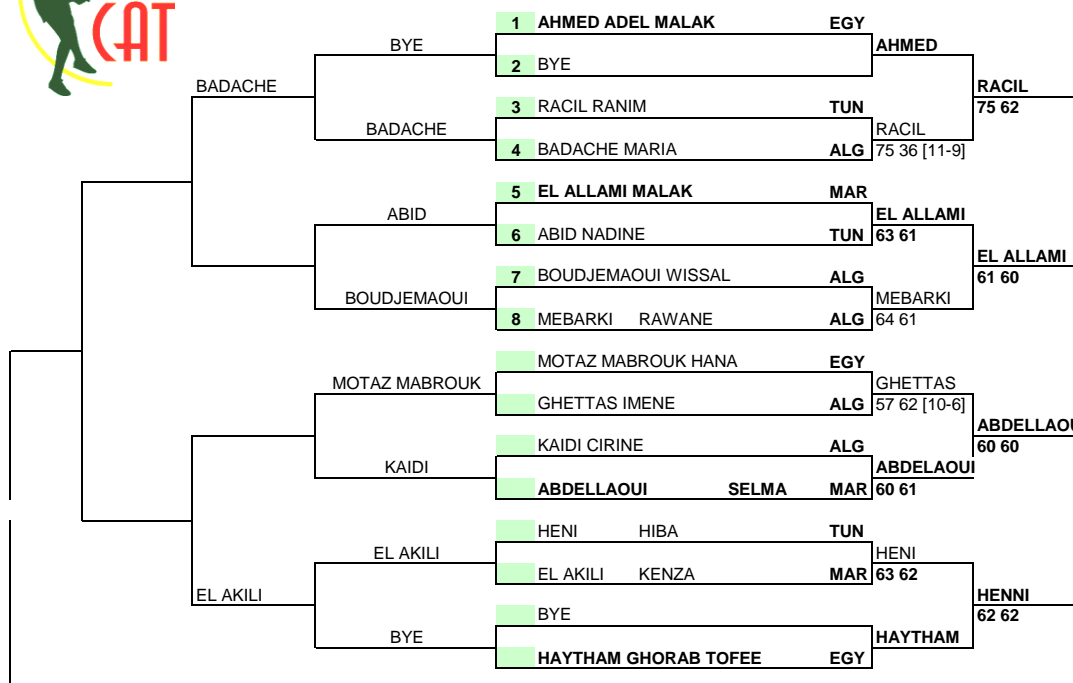 CAT
1 AHMED ADEL MALAK EGY
BYE AHMED
2 BYE
BADACHE RACIL
3 RACIL RANIM TUN 75 62
BADACHE RACIL
4 BADACHE MARIA ALG 75 36 [11-9]
5 EL ALLAMI MALAK MAR
ABID EL ALLAMI
6 ABID NADINE TUN 63 61
EL ALLAMI
7 BOUDJEMAOUI WISSAL ALG 61 60
BOUDJEMAOUI MEBARKI
8 MEBARKI RAWANE ALG 64 61
MOTAZ MABROUK HANA EGY
MOTAZ MABROUK GHETTAS
GHETTAS IMENE ALG 57 62 [10-6]
ABDELLAOU
KAIDI CIRINE ALG 60 60
KAIDI ABDELAOUI
ABDELLAOUI SELMA MAR 60 61
HENI HIBA TUN
EL AKILI HENI
EL AKILI KENZA MAR 63 62
EL AKILI HENNI
BYE 62 62
BYE HAYTHAM
HAYTHAM GHORAB TOFEE EGY